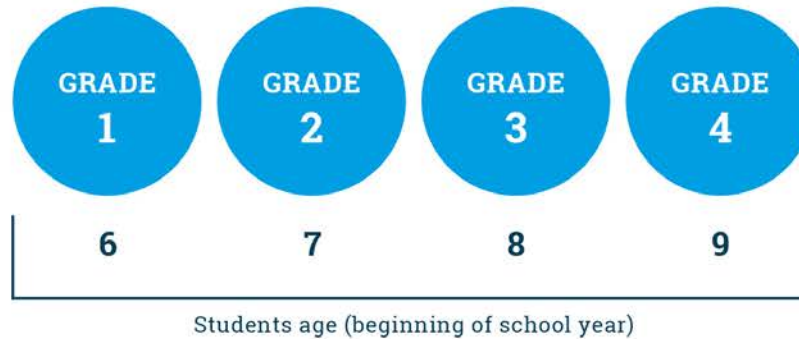 GRADE GRADE GRADE GRADE
1 2 3 4
6 7 8 9
Students age (beginning of school year)